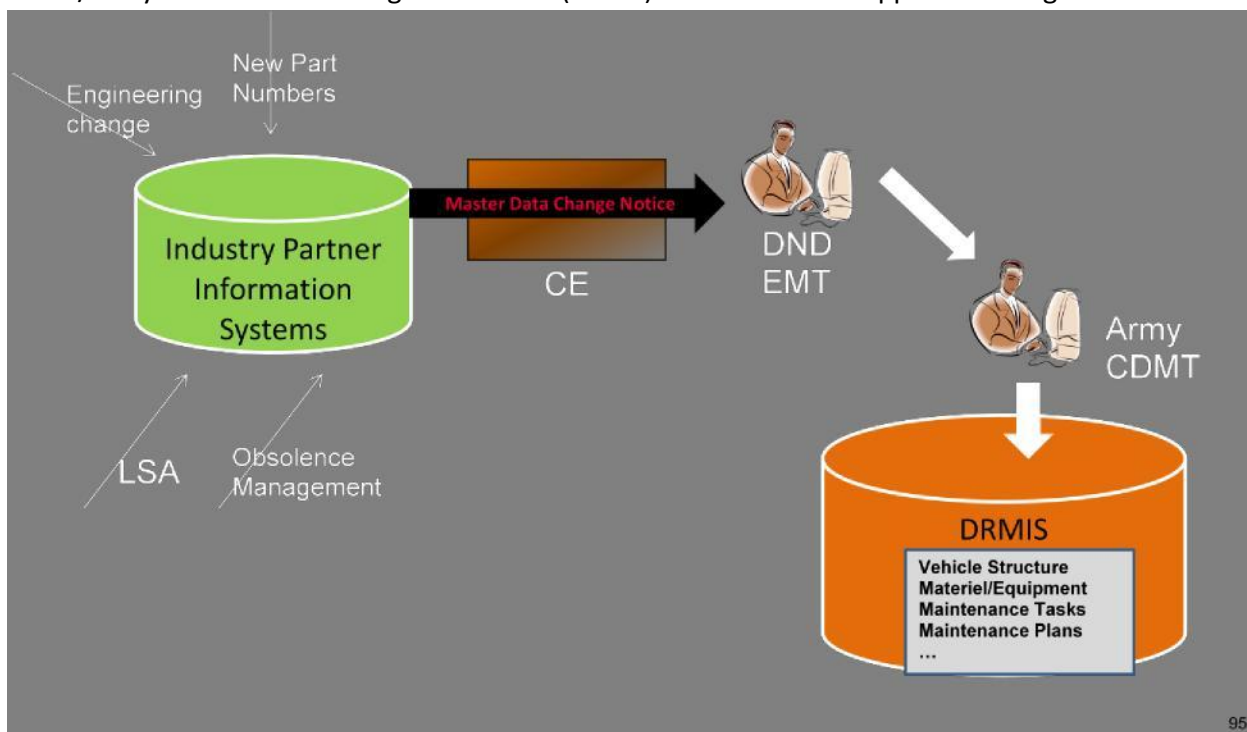 New Part
Numbers
Engineering
change
Master Data Change Notice
Industry Partner
Information
Systems
CE
DND
EMT
Army
CDMT
LSA
Obsolence
Management
DRMIS
Vehicle Structure
Materiel/Equipment
Maintenance Tasks
Maintenance Plans
...
95